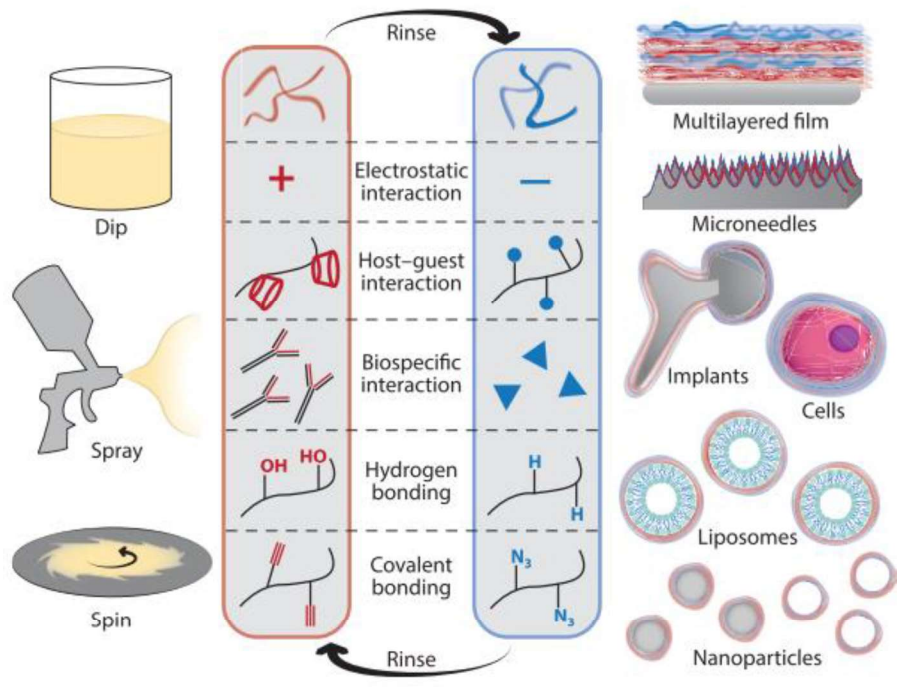 Rinse
Dip
Spray
Spin
+
−
Electrostatic
interaction
Host–guest
interaction
Biospecific
interaction
OH
HO
Hydrogen
bonding
H
H
Covalent
bonding
N3
N3
Rinse
Multilayered film
Microneedles
Implants
Cells
Liposomes
Nanoparticles